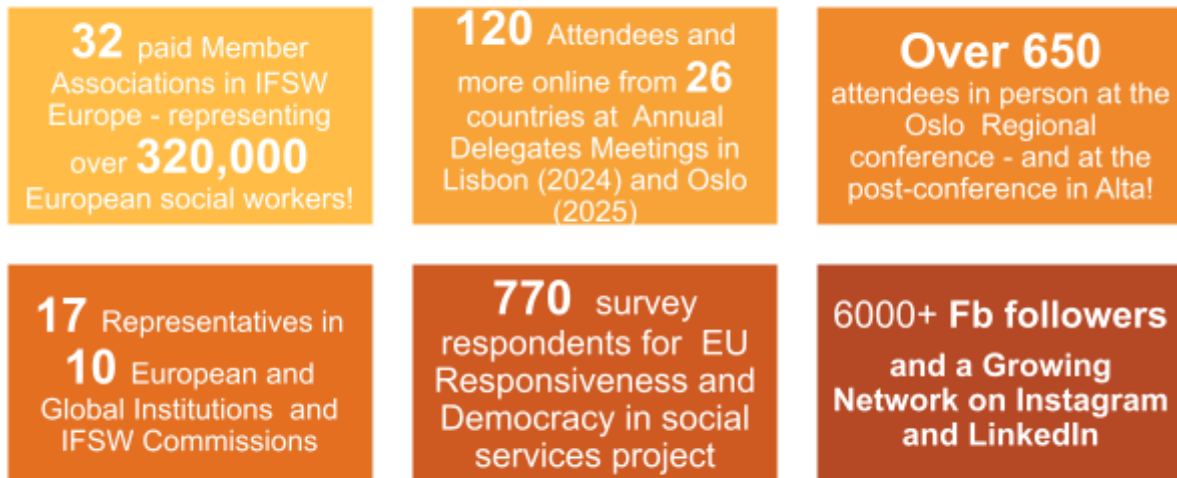 32 paid Member
Associations in IFSW
Europe - representing
over 320,000
European social workers!
120 Attendees and
more online from 26
countries at Annual
Delegates Meetings in
Lisbon (2024) and Oslo
(2025)
Over 650
attendees in person at the
Oslo Regional
conference - and at the
post-conference in Alta!
17 Representatives in
10 European and
Global Institutions and
IFSW Commissions
770 survey
respondents for EU
Responsiveness and
Democracy in social
services project
6000+ Fb followers
and a Growing
Network on Instagram
and LinkedIn